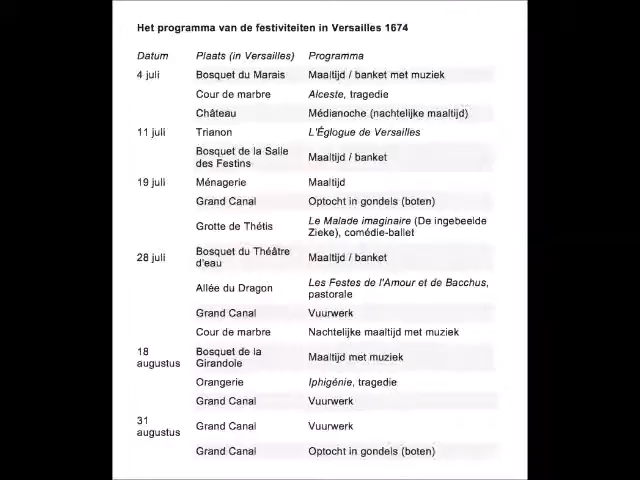 Het programma van de festiviteiten in Versailles 1674
Datum Plaats (in Versailles) Programma
4 juli Bosquet du Marais Maaltijd / banket met muziek
Cour de marbre Alceste, tragedie
Château Médianoche (nachtelijke maaltijd)
11 juli Trianon L'Églogue de Versailles
Bosquet de la Salle
des Festins Maaltijd / banket
19 juli Ménagerie Maaltijd
Grand Canal Optocht in gondels (boten)
Grotte de Thétis Le Malade imaginaire (De ingebeelde
Zieke), comédie-ballet
28 juli Bosquet du Théâtre
d'eau Maaltijd / banket
Allée du Dragon Les Festes de l'Amour et de Bacchus,
pastorale
Grand Canal Vuurwerk
Cour de marbre Nachtelijke maaltijd met muziek
18
augustus Bosquet de la
Girandole Maaltijd met muziek
Orangerie Iphigénie, tragedie
Grand Canal Vuurwerk
31
augustus Grand Canal Vuurwerk
Grand Canal Optocht in gondels (boten)